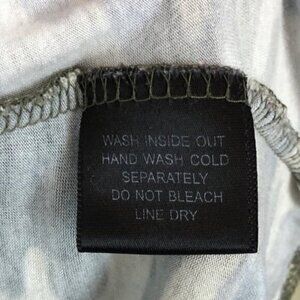 WASH INSIDE OUT
HAND WASH COLD
SEPARATELY
DO NOT BLEACH
LINE DRY